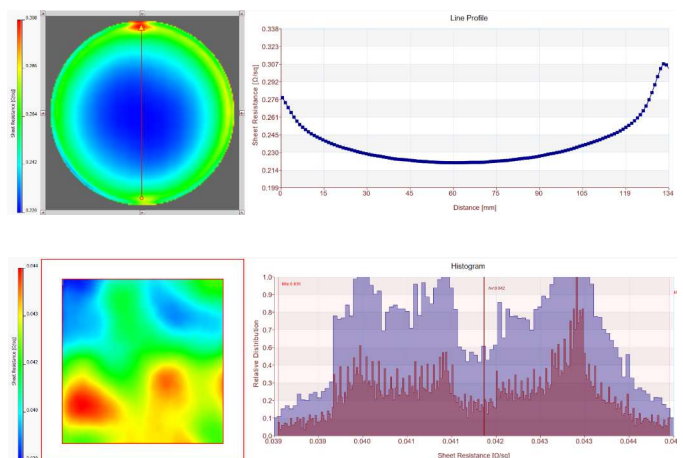 Line Profile
Sheet Resistance [Ω/sq]
0.306
0.285
0.264
0.242
Sheet Resistance [Ω/sq]
0.338
0.323
0.307
0.292
0.276
0.261
0.245
0.230
0.214
0.199
0 15 30 45 60 75 90 105 119 134
Distance [mm]
Histogram
Sheet Resistance [Ω/sq]
0.044
0.043
0.042
0.040
Relative Distribution
1.0
0.9
0.8
0.7
0.6
0.5
0.4
0.3
0.2
0.1
0.0
0.039 0.039 0.040 0.041 0.041 0.042 0.043 0.043 0.044 0.04
Sheet Resistance [Ω/sq]